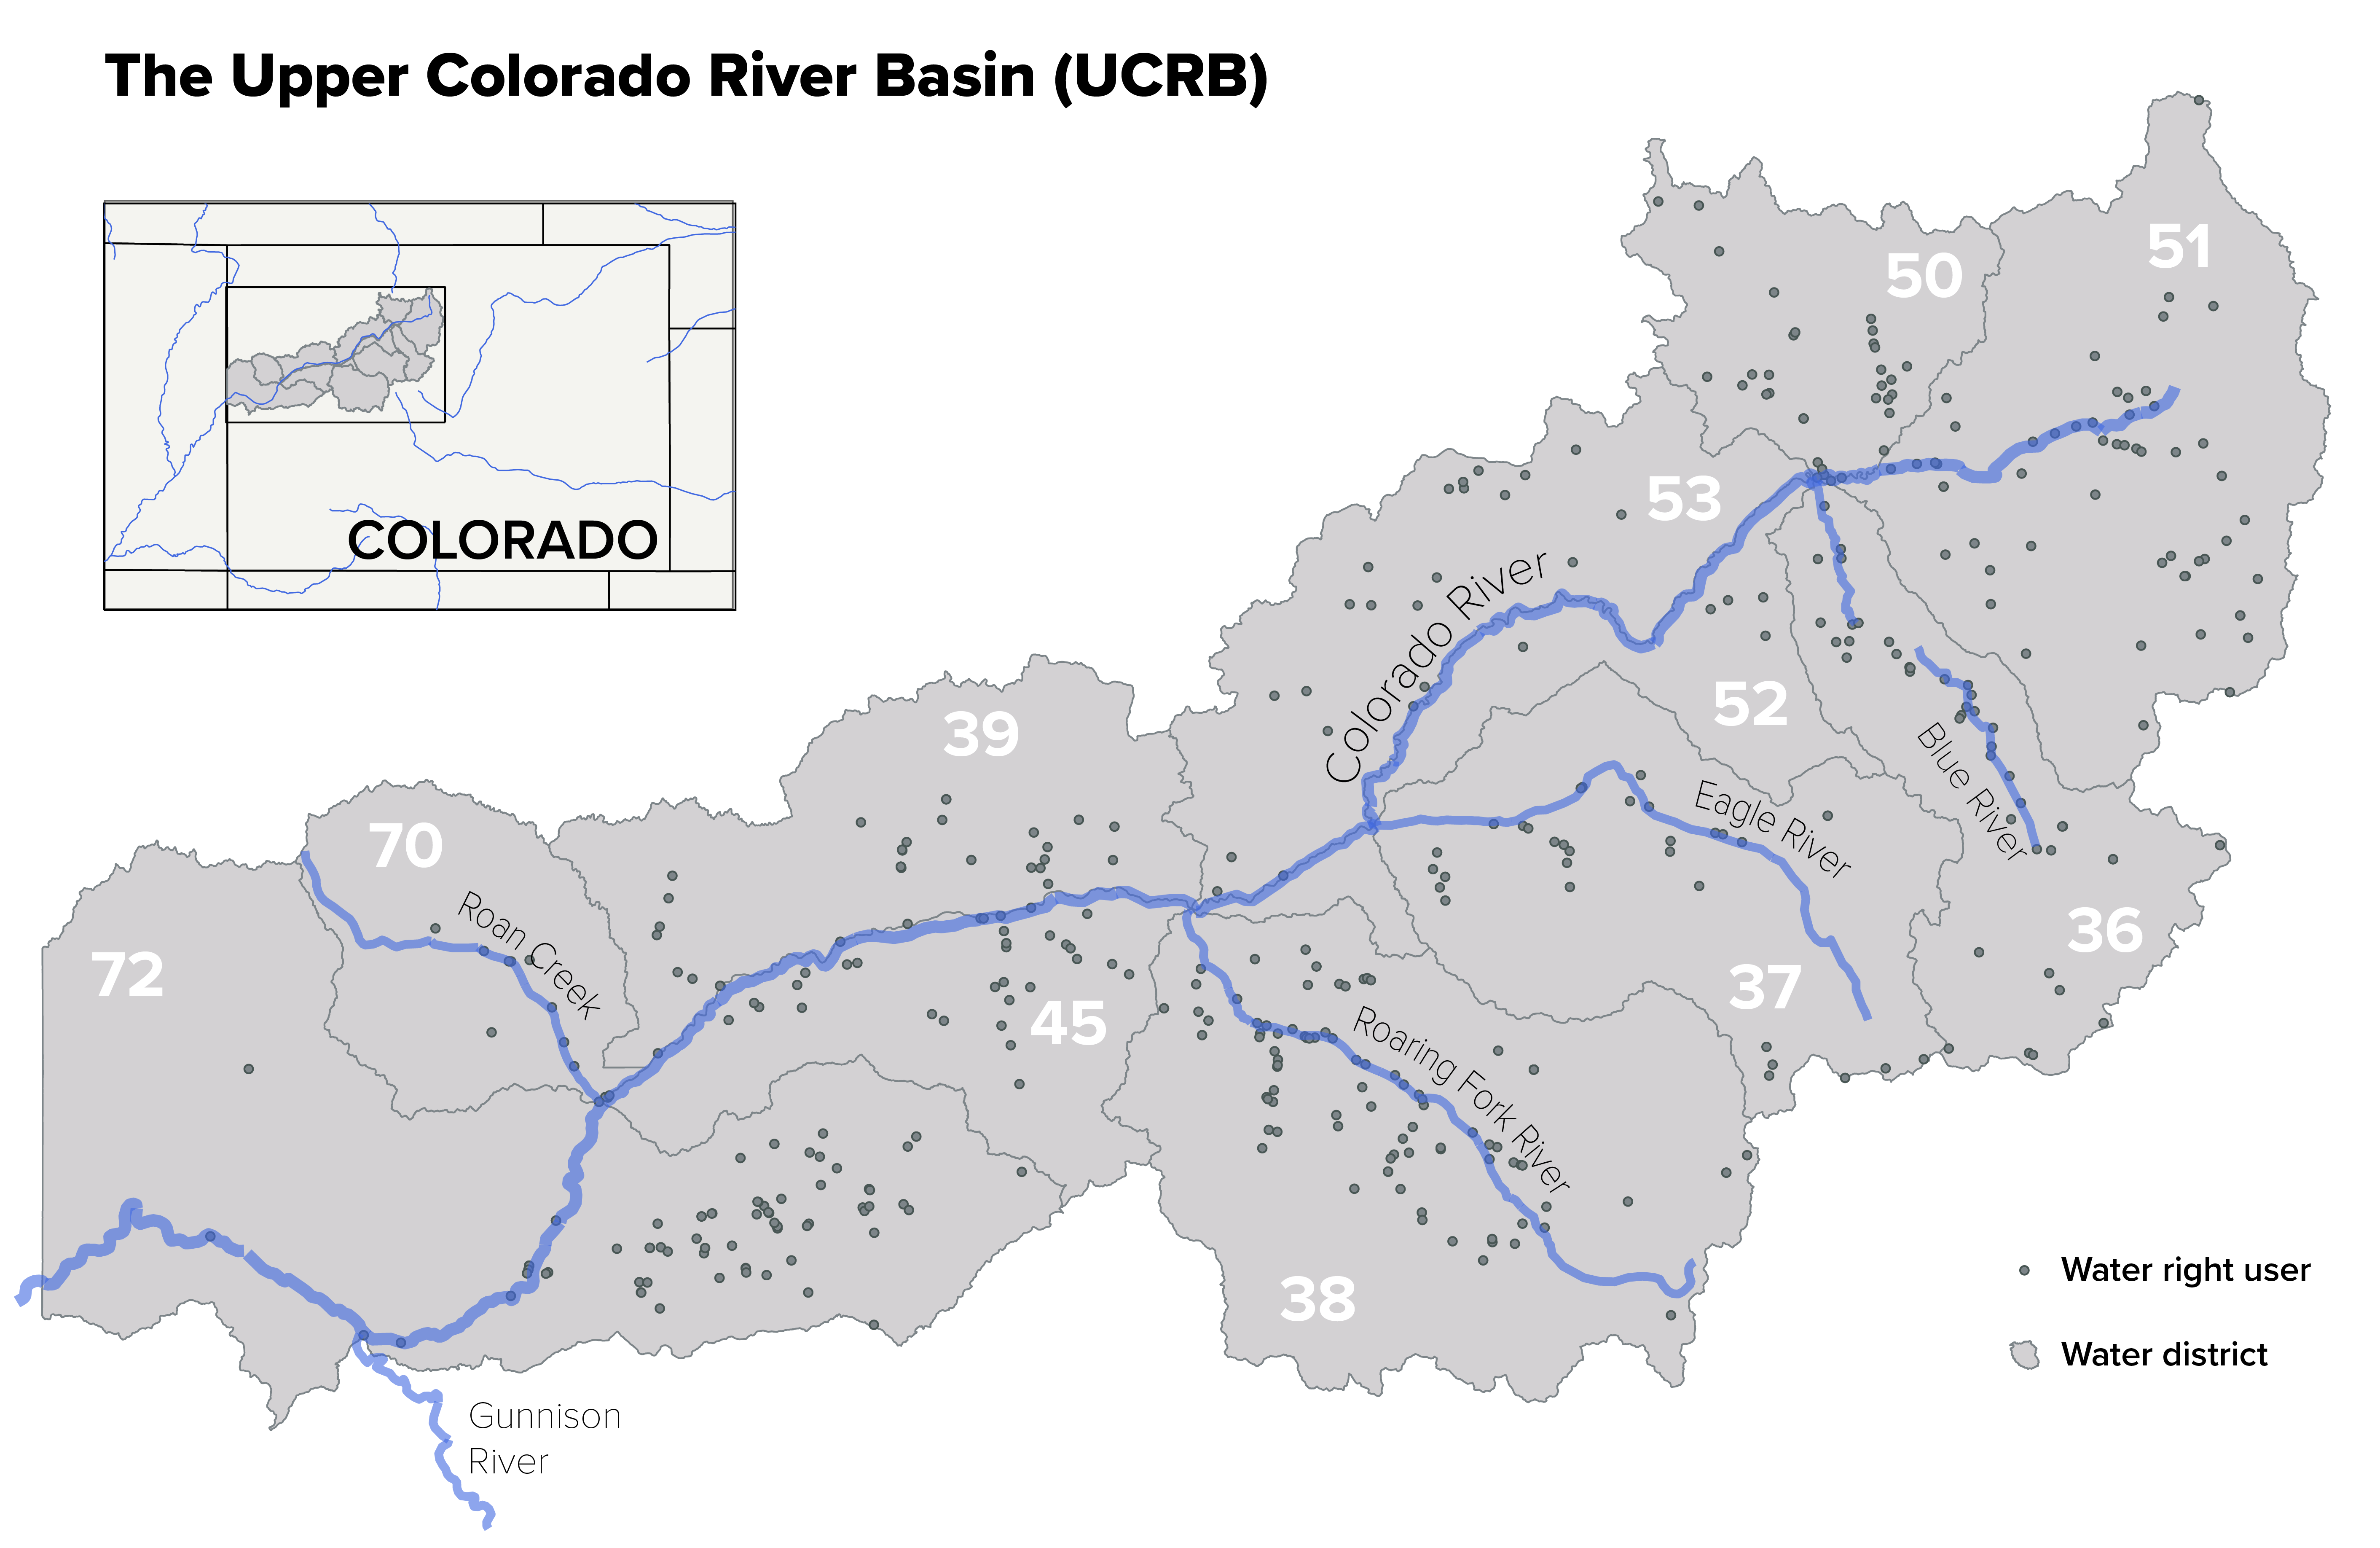 The Upper Colorado River Basin (UCRB)
COLORADO
51
50
53
Colorado River
52
39
Blue River
Eagle River
70
Roan Creek
36
72
37
45
Roaring Fork River
38
Water right user
Water district
Gunnison
River